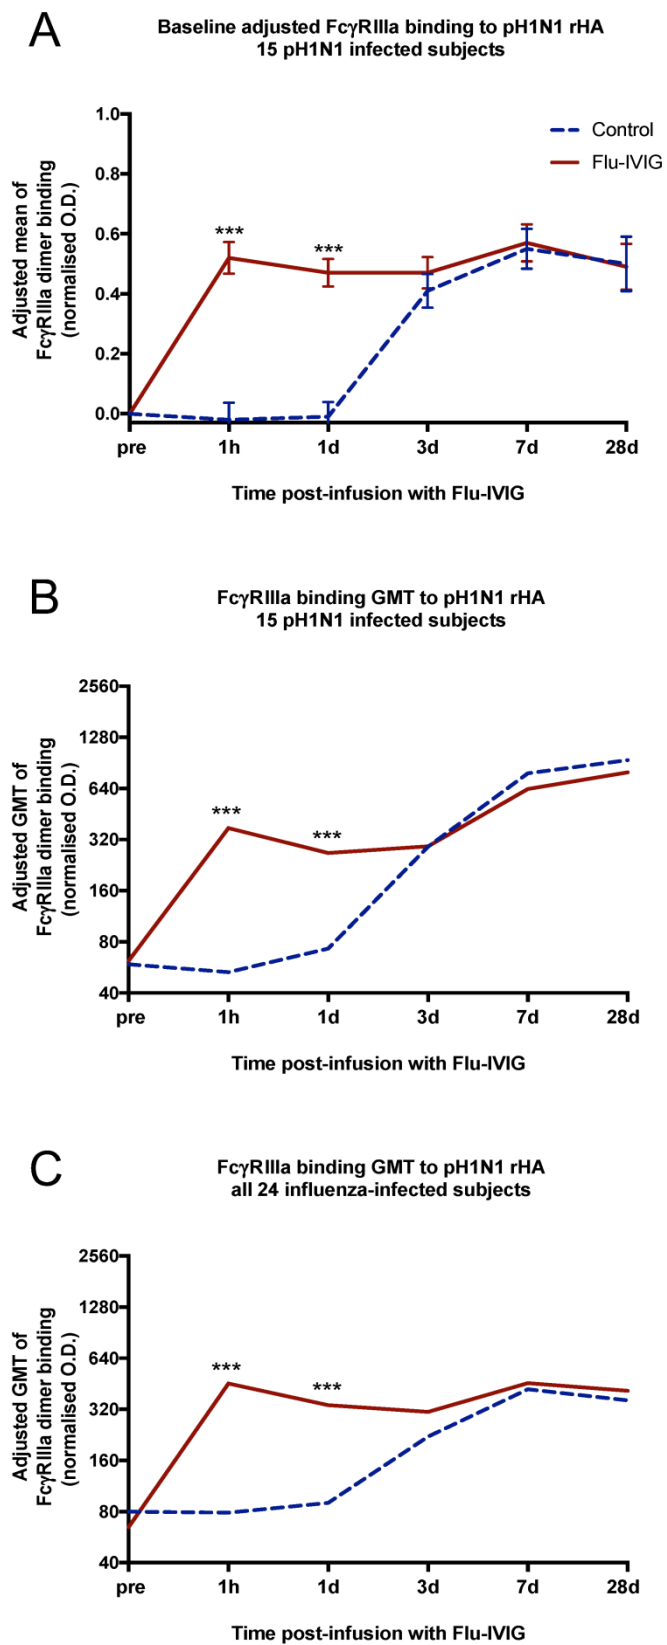 A
Baseline adjusted FcγRIIIa binding to pH1N1 rHA
15 pH1N1 infected subjects
Adjusted mean of
FcγRIIIa dimer binding
(normalised O.D.)
1.0
0.8
0.6
0.4
0.2
0.0
Control
Flu-IVIG
***
***
pre
1h
1d
3d
7d
28d
Time post-infusion with Flu-IVIG
B
FcγRIIIa binding GMT to pH1N1 rHA
15 pH1N1 infected subjects
Adjusted GMT of
FcγRIIIa dimer binding
(normalised O.D.)
2560
1280
640
320
160
80
40
***
***
pre
1h
1d
3d
7d
28d
Time post-infusion with Flu-IVIG
C
FcγRIIIa binding GMT to pH1N1 rHA
all 24 influenza-infected subjects
Adjusted GMT of
FcγRIIIa dimer binding
(normalised O.D.)
2560
1280
640
320
160
80
40
***
***
pre
1h
1d
3d
7d
28d
Time post-infusion with Flu-IVIG